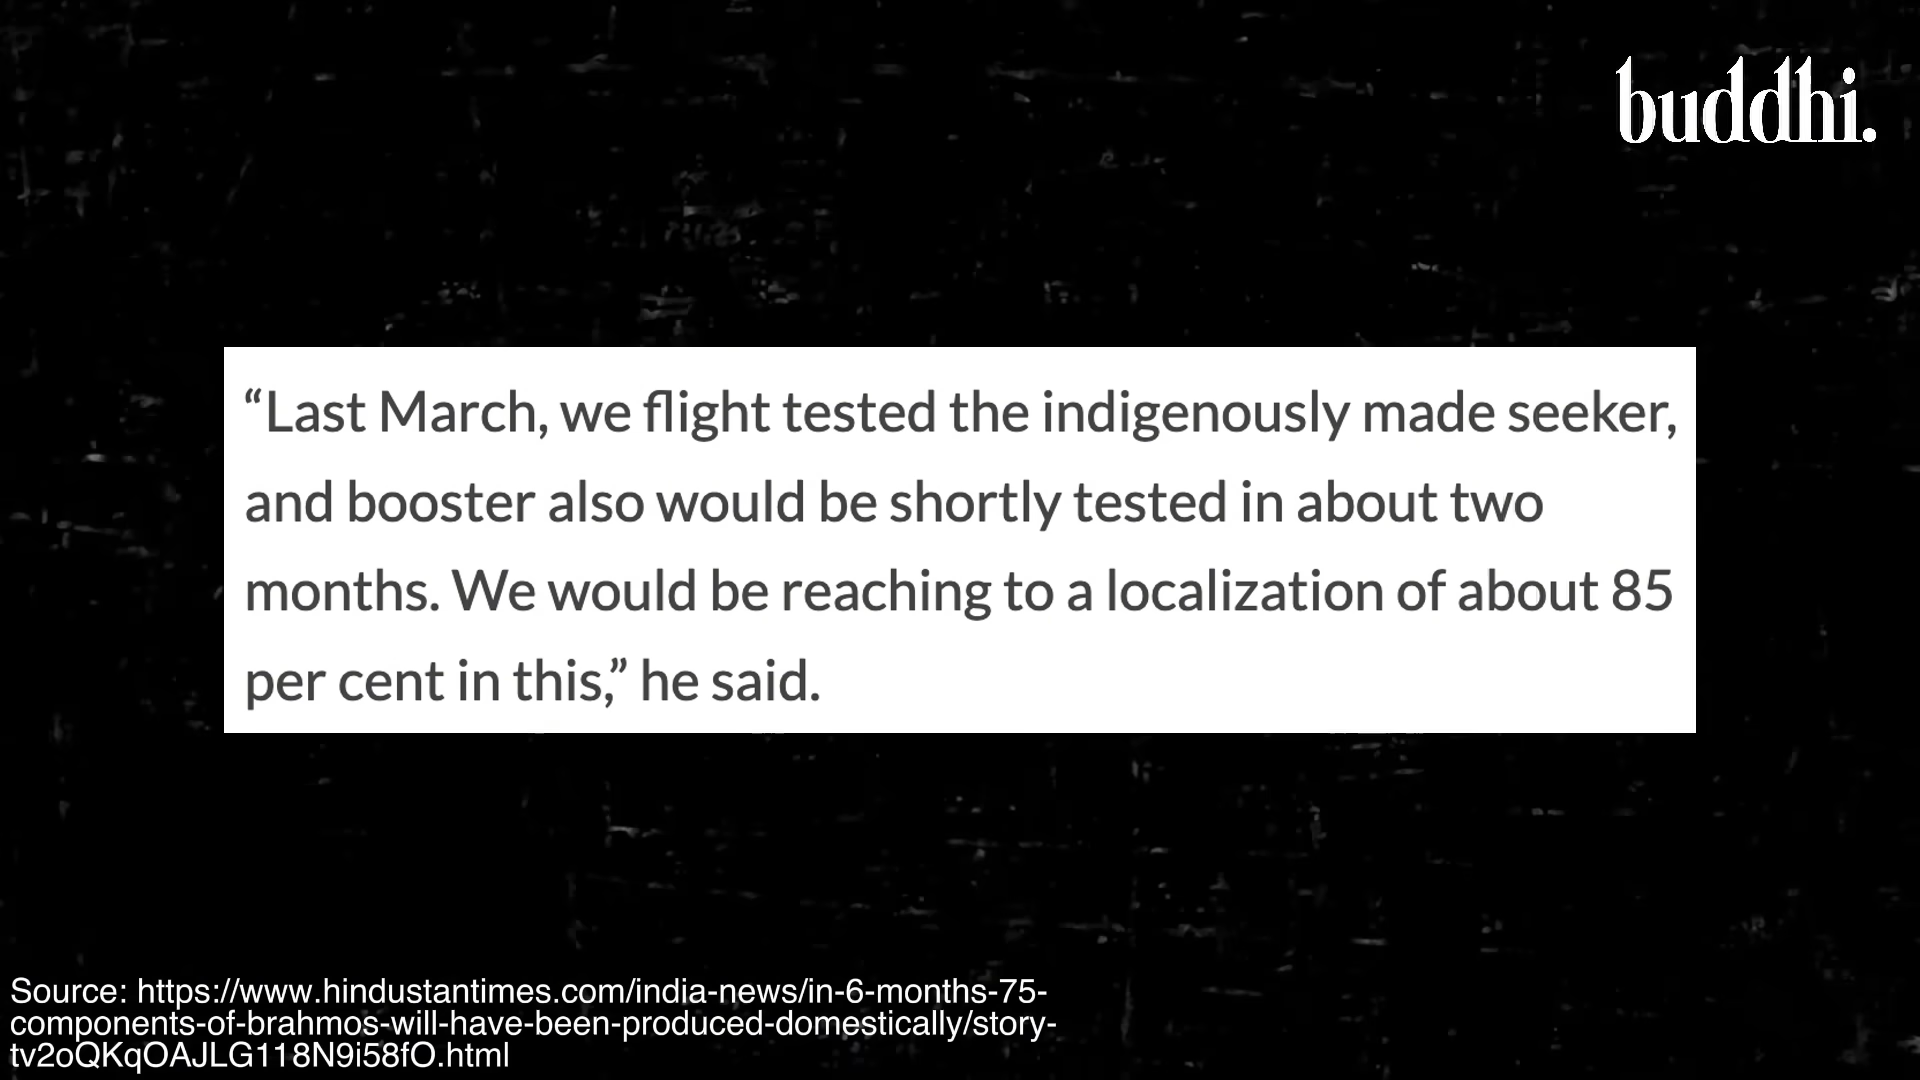 buddhi.
“Last March, we flight tested the indigenously made seeker,
and booster also would be shortly tested in about two
months. We would be reaching to a localization of about 85
per cent in this,” he said.
Source: https://www.hindustantimes.com/india-news/in-6-months-75-
components-of-brahmos-will-have-been-produced-domestically/story-
tv2oQKqOAJLG118N9i58fO.html